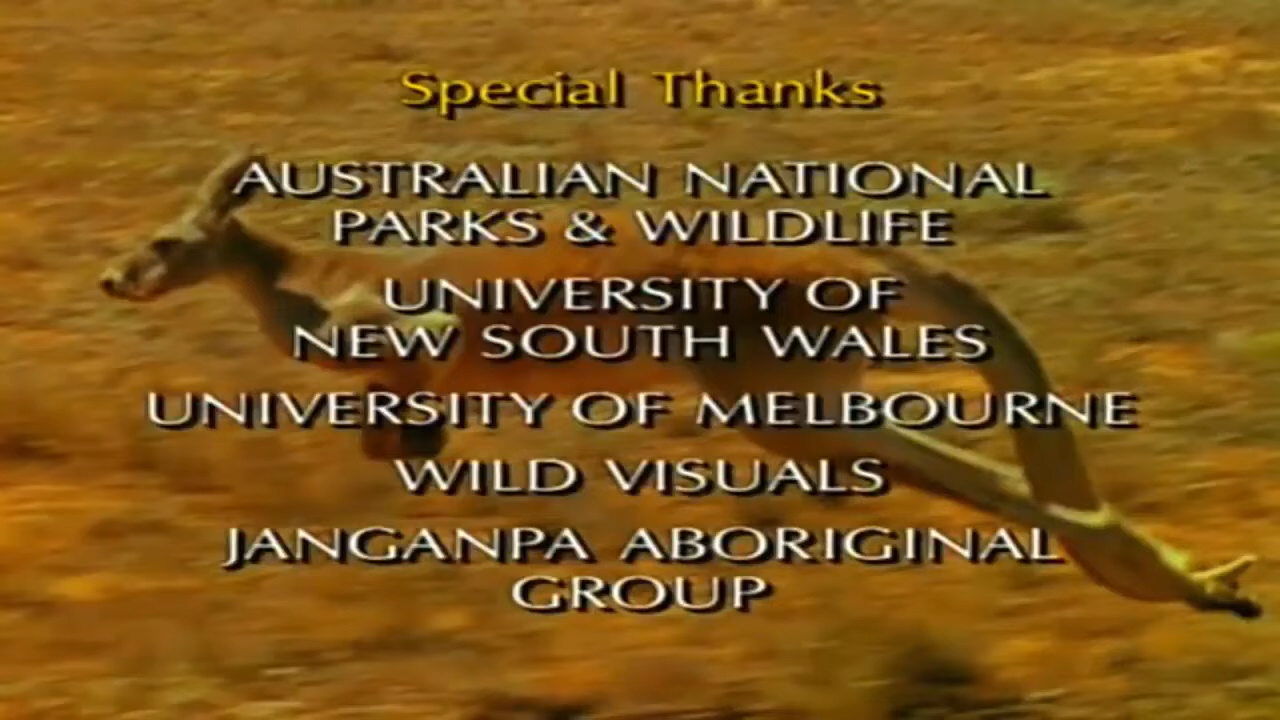 Special Thanks
AUSTRALIAN NATIONAL
PARKS & WILDLIFE
UNIVERSITY OF
NEW SOUTH WALES
UNIVERSITY OF MELBOURNE
WILD VISUALS
JANGANPA ABORIGINAL
GROUP